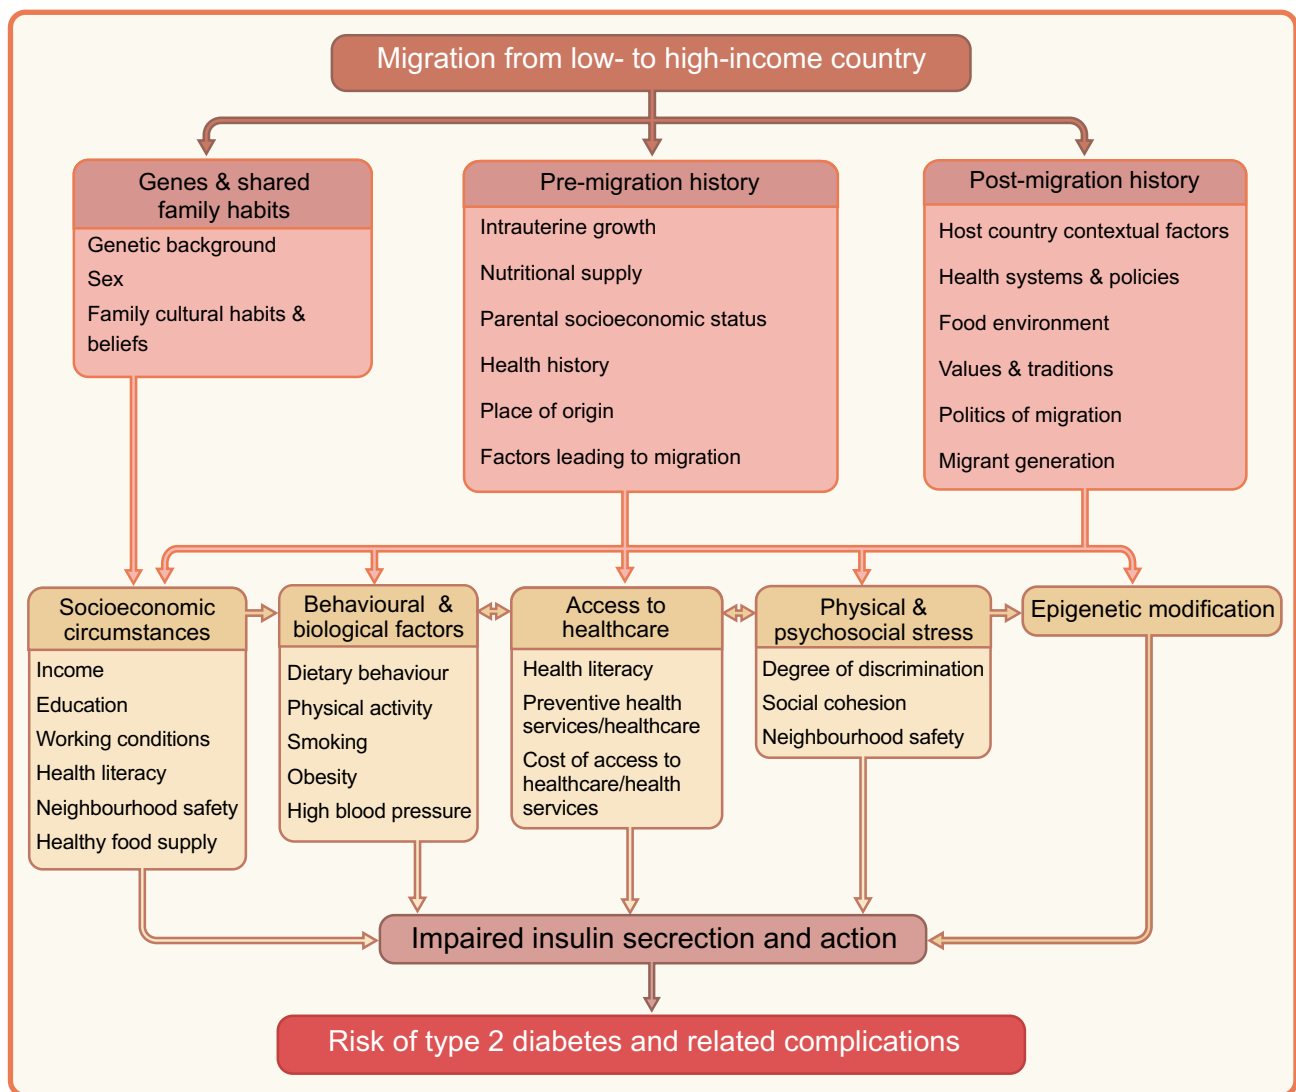 Migration from low- to high-income country
Genes & shared
family habits
Genetic background
Sex
Family cultural habits &
beliefs
Pre-migration history
Intrauterine growth
Nutritional supply
Parental socioeconomic status
Health history
Place of origin
Factors leading to migration
Post-migration history
Host country contextual factors
Health systems & policies
Food environment
Values & traditions
Politics of migration
Migrant generation
Socioeconomic
circumstances
Income
Education
Working conditions
Health literacy
Neighbourhood safety
Healthy food supply
Behavioural &
biological factors
Dietary behaviour
Physical activity
Smoking
Obesity
High blood pressure
Access to
healthcare
Health literacy
Preventive health
services/healthcare
Cost of access to
healthcare/health
services
Physical &
psychosocial stress
Degree of discrimination
Social cohesion
Neighbourhood safety
Epigenetic modification
Impaired insulin secrection and action
Risk of type 2 diabetes and related complications